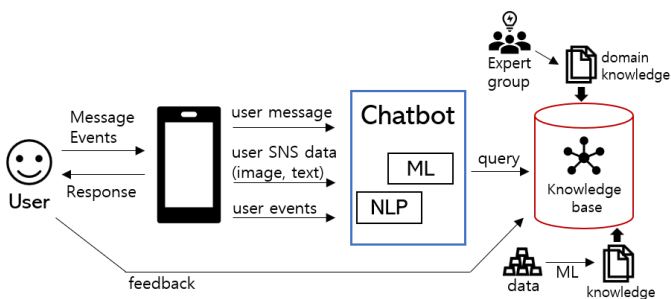 Expert
group
domain
knowledge
Message
Events
Response
User
user message
user SNS data
(image, text)
user events
Chatbot
ML
NLP
query
Knowledge
base
feedback
data
ML
knowledge